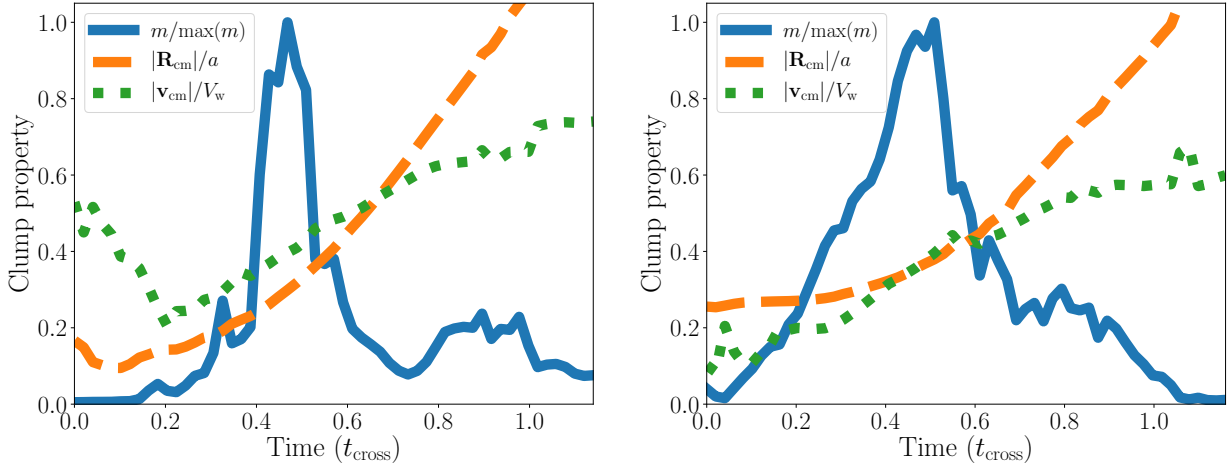 m/max(m)
|R_cm|/a
|v_cm|/V_w
Clump property
1.0
0.8
0.6
0.4
0.2
0.0
0.0 0.2 0.4 0.6 0.8 1.0
Time (t_cross)
m/max(m)
|R_cm|/a
|v_cm|/V_w
Clump property
1.0
0.8
0.6
0.4
0.2
0.0
0.0 0.2 0.4 0.6 0.8 1.0
Time (t_cross)